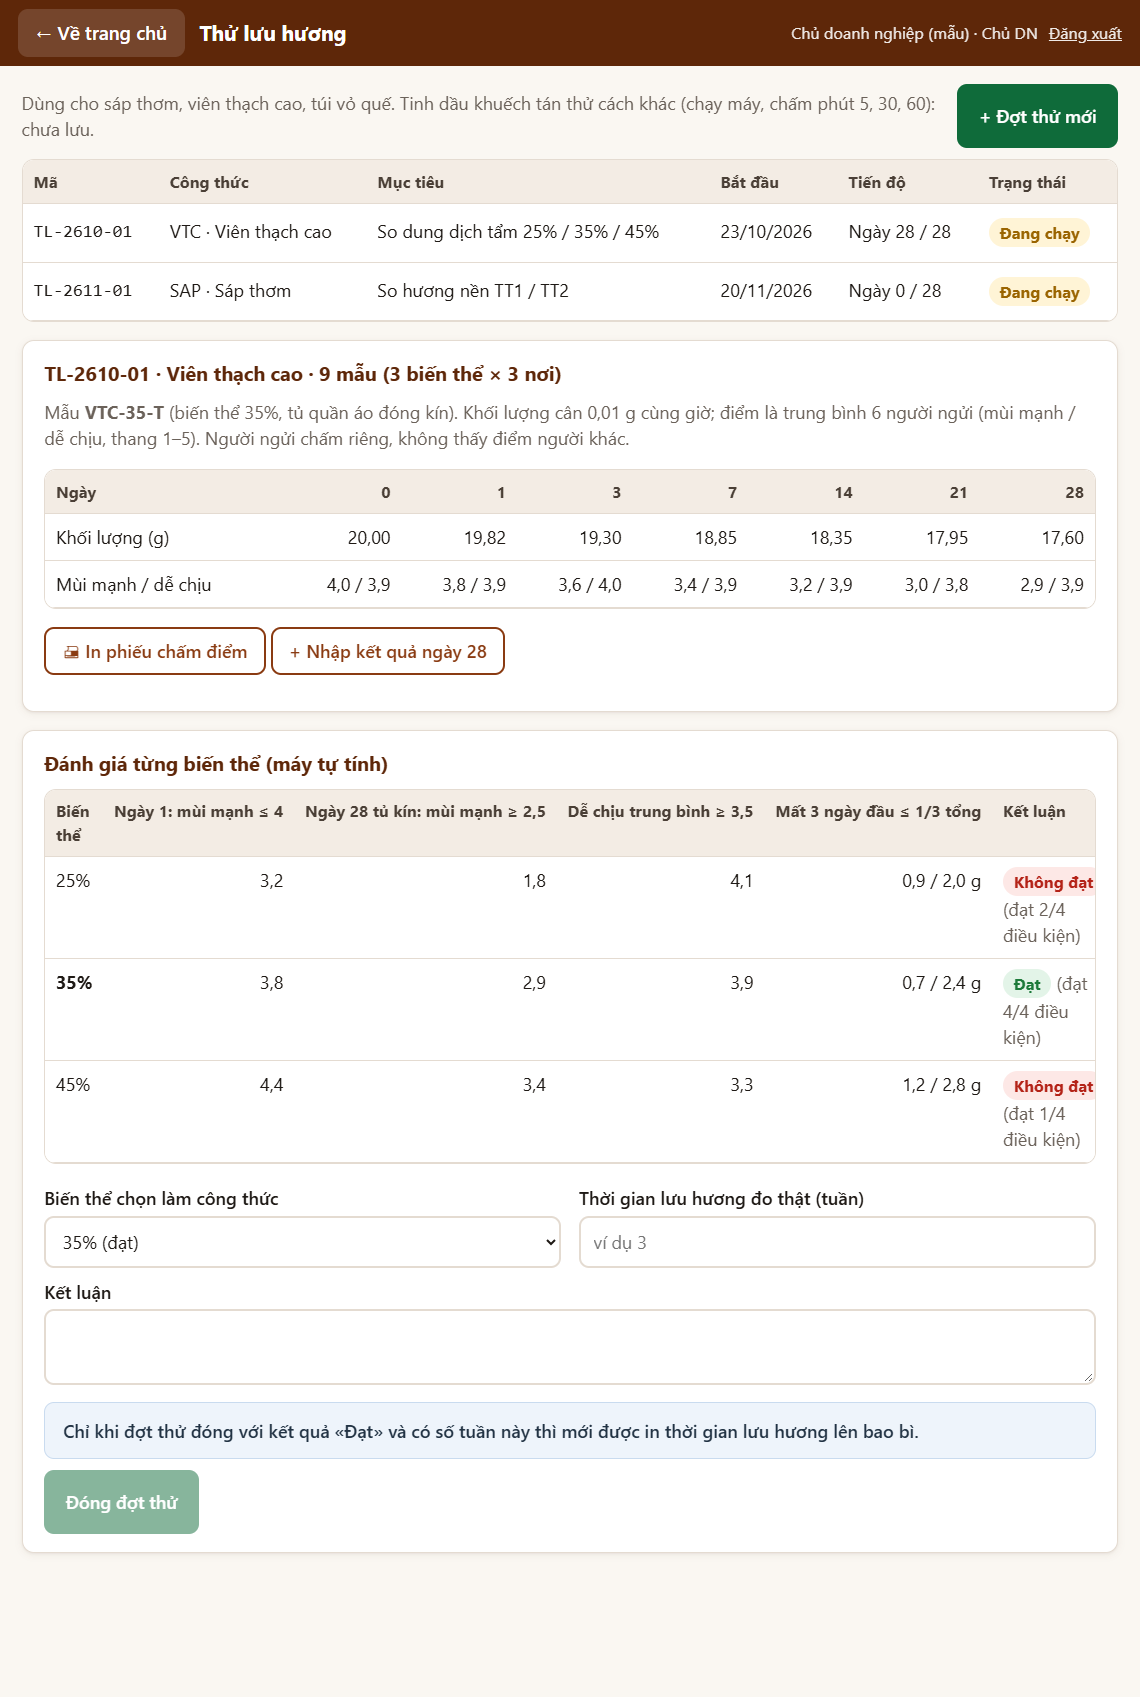 ← Về trang chủ
Thử lưu hương
Chủ doanh nghiệp (mẫu) · Chủ DN Đăng xuất
Dùng cho sáp thơm, viên thạch cao, túi vỏ quế. Tinh dầu khuếch tán thử cách khác (chạy máy, chấm phút 5, 30, 60):
chưa lưu.
+ Đợt thử mới
Mã Công thức Mục tiêu Bắt đầu Tiến độ Trạng thái
TL-2610-01 VTC · Viên thạch cao So dung dịch tẩm 25% / 35% / 45% 23/10/2026 Ngày 28 / 28 Đang chạy
TL-2611-01 SAP · Sáp thơm So hương nền TT1 / TT2 20/11/2026 Ngày 0 / 28 Đang chạy
TL-2610-01 · Viên thạch cao · 9 mẫu (3 biến thể × 3 nơi)
Mẫu VTC-35-T (biến thể 35%, tủ quần áo đóng kín). Khối lượng cân 0,01 g cùng giờ; điểm là trung bình 6 người ngửi (mùi mạnh /
dễ chịu, thang 1–5). Người ngửi chấm riêng, không thấy điểm người khác.
Ngày 0 1 3 7 14 21 28
Khối lượng (g) 20,00 19,82 19,30 18,85 18,35 17,95 17,60
Mùi mạnh / dễ chịu 4,0 / 3,9 3,8 / 3,9 3,6 / 4,0 3,4 / 3,9 3,2 / 3,9 3,0 / 3,8 2,9 / 3,9
In phiếu chấm điểm
+ Nhập kết quả ngày 28
Đánh giá từng biến thể (máy tự tính)
Biến Ngày 1: mùi mạnh ≤ 4 Ngày 28 tủ kín: mùi mạnh ≥ 2,5 Dễ chịu trung bình ≥ 3,5 Mất 3 ngày đầu ≤ 1/3 tổng Kết luận
thể
25% 3,2 1,8 4,1 0,9 / 2,0 g Không đạt
(đạt 2/4
điều kiện)
35% 3,8 2,9 3,9 0,7 / 2,4 g Đạt (đạt
4/4 điều
kiện)
45% 4,4 3,4 3,3 1,2 / 2,8 g Không đạt
(đạt 1/4
điều kiện)
Biến thể chọn làm công thức
Thời gian lưu hương đo thật (tuần)
35% (đạt)
ví dụ 3
Kết luận
Chỉ khi đợt thử đóng với kết quả «Đạt» và có số tuần này thì mới được in thời gian lưu hương lên bao bì.
Đóng đợt thử